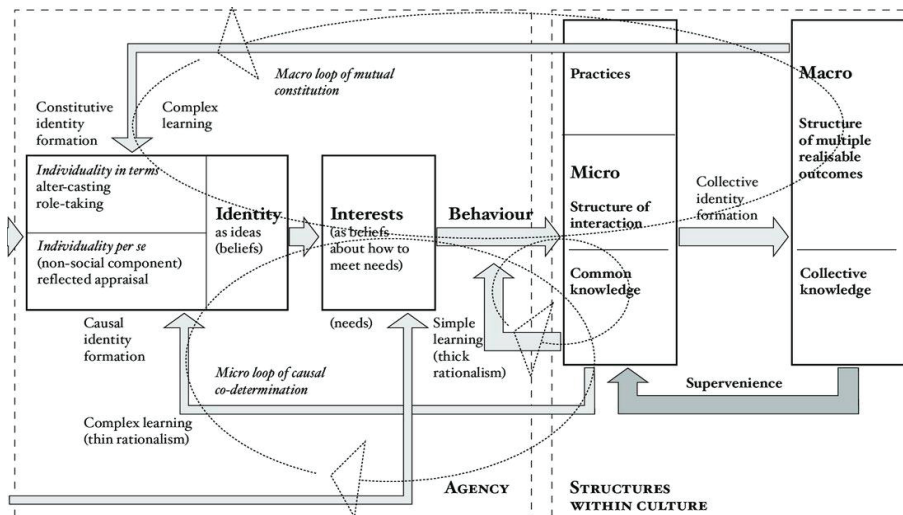 Macro loop of mutual
constitution
Constitutive
identity
formation
Complex
learning
Individuality in terms
alter-casting
role-taking
Individuality per se
(non-social component)
reflected appraisal
Identity
as ideas
(beliefs)
Interests
(as beliefs
about how to
meet needs)
(needs)
Behaviour
Practices
Micro
Structure
of interaction
Common
knowledge
Collective
identity
formation
Macro
Structure
of multiple
realisable
outcomes
Collective
knowledge
Causal
identity
formation
Simple
learning
(thick
rationalism)
Micro loop of causal
co-determination
Complex learning
(thin rationalism)
Supervenience
AGENCY
STRUCTURES
WITHIN CULTURE